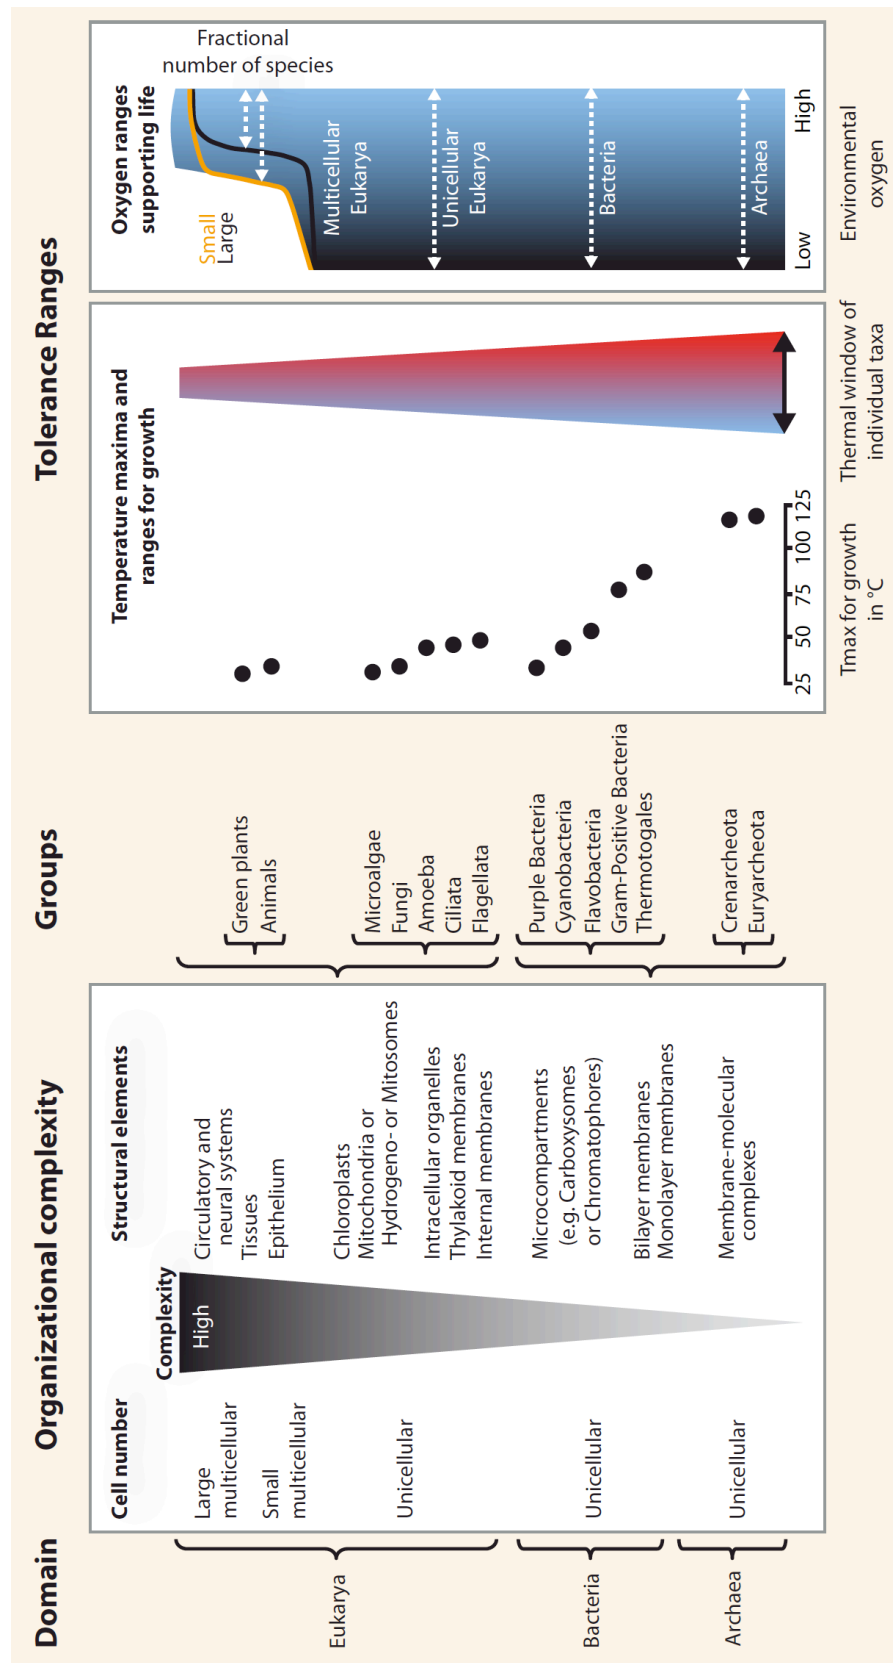 Domain
Organizational complexity
Groups
Tolerance Ranges
Cell number
Complexity
Structural elements
Temperature maxima and
ranges for growth
Oxygen ranges
supporting life
Fractional
number of species
High
Small
Large
Eukarya
Large
multicellular
Small
multicellular
Unicellular
Circulatory and
neural systems
Tissues
Epithelium
Chloroplasts
Mitochondria or
Hydrogeno- or Mitosomes
Intracellular organelles
Thylakoid membranes
Internal membranes
Green plants
Animals
Microalgae
Fungi
Amoeba
Ciliata
Flagellata
Multicellular
Eukarya
Unicellular
Eukarya
Bacteria
Unicellular
Microcompartments
(e.g. Carboxysomes
or Chromatophores)
Bilayer membranes
Monolayer membranes
Purple Bacteria
Cyanobacteria
Flavobacteria
Gram-Positive Bacteria
Thermotogales
Bacteria
Archaea
Unicellular
Membrane-molecular
complexes
Crenarcheota
Euryarcheota
Archaea
25 50 75 100 125
Low High
Tmax for growth
in °C
Thermal window of
individual taxa
Environmental
oxygen